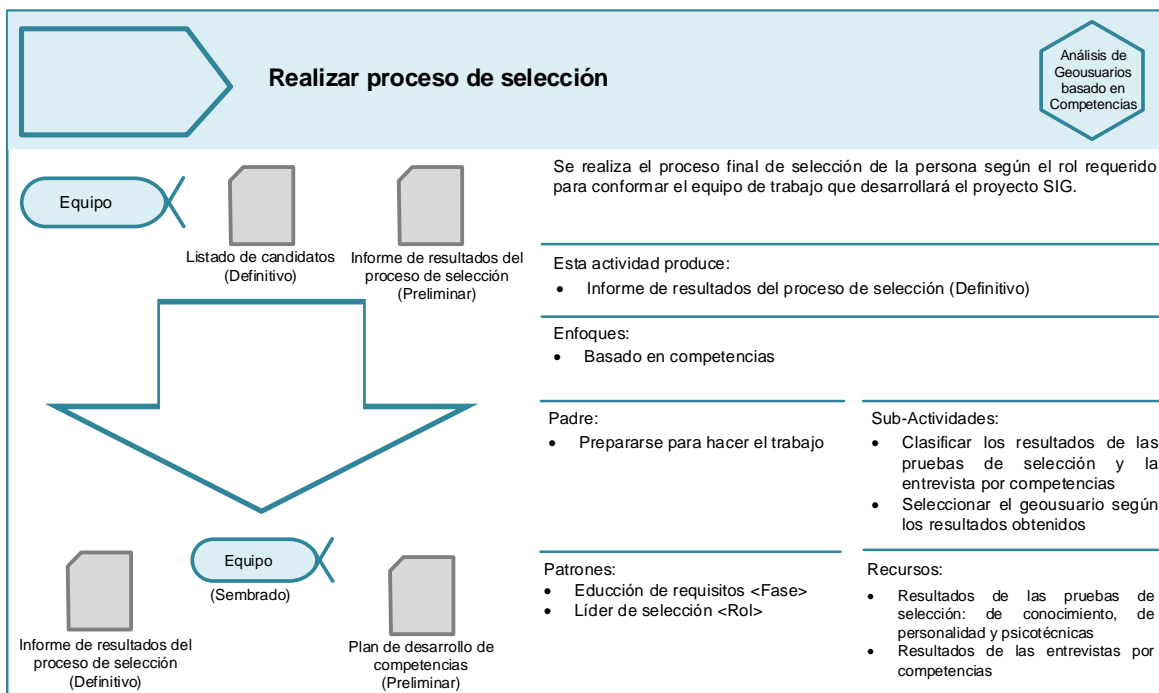 Realizar proceso de selección
Análisis de
Geousuarios
basado en
Competencias
Equipo
Listado de candidatos
(Definitivo)
Informe de resultados del
proceso de selección
(Preliminar)
Se realiza el proceso final de selección de la persona según el rol requerido
para conformar el equipo de trabajo que desarrollará el proyecto SIG.
Esta actividad produce:
• Informe de resultados del proceso de selección (Definitivo)
Enfoques:
• Basado en competencias
Padre:
• Prepararse para hacer el trabajo
Sub-Actividades:
• Clasificar los resultados de las
pruebas de selección y la
entrevista por competencias
• Seleccionar el geousuario según
los resultados obtenidos
Equipo
(Sembrado)
Informe de resultados del
proceso de selección
(Definitivo)
Plan de desarrollo de
competencias
(Preliminar)
Patrones:
• Educción de requisitos <Fase>
• Líder de selección <Rol>
Recursos:
• Resultados de las pruebas de
selección: de conocimiento, de
personalidad y psicotécnicas
• Resultados de las entrevistas por
competencias